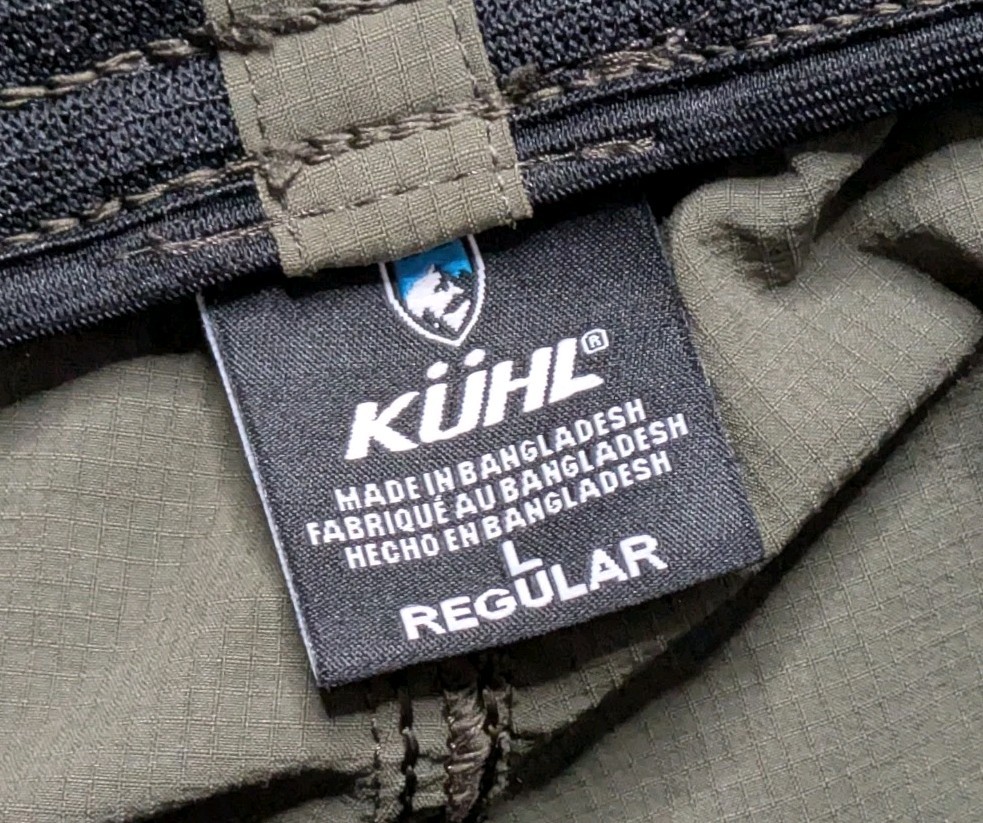 KÜHL®
MADE IN BANGLADESH
FABRIQUÉ AU BANGLADESH
HECHO EN BANGLADESH
L
REGULAR